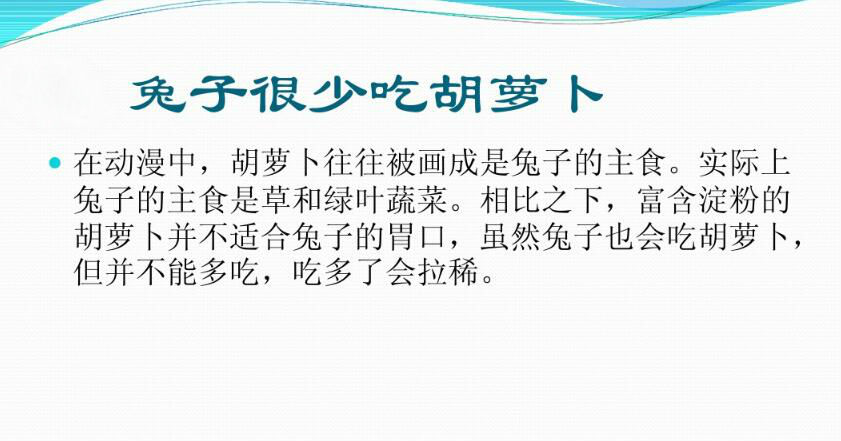 兔子很少吃胡萝卜
在动漫中，胡萝卜往往被画成是兔子的主食。实际上
兔子的主食是草和绿叶蔬菜。相比之下，富含淀粉的
胡萝卜并不适合兔子的胃口，虽然兔子也会吃胡萝卜，
但并不能多吃，吃多了会拉稀。